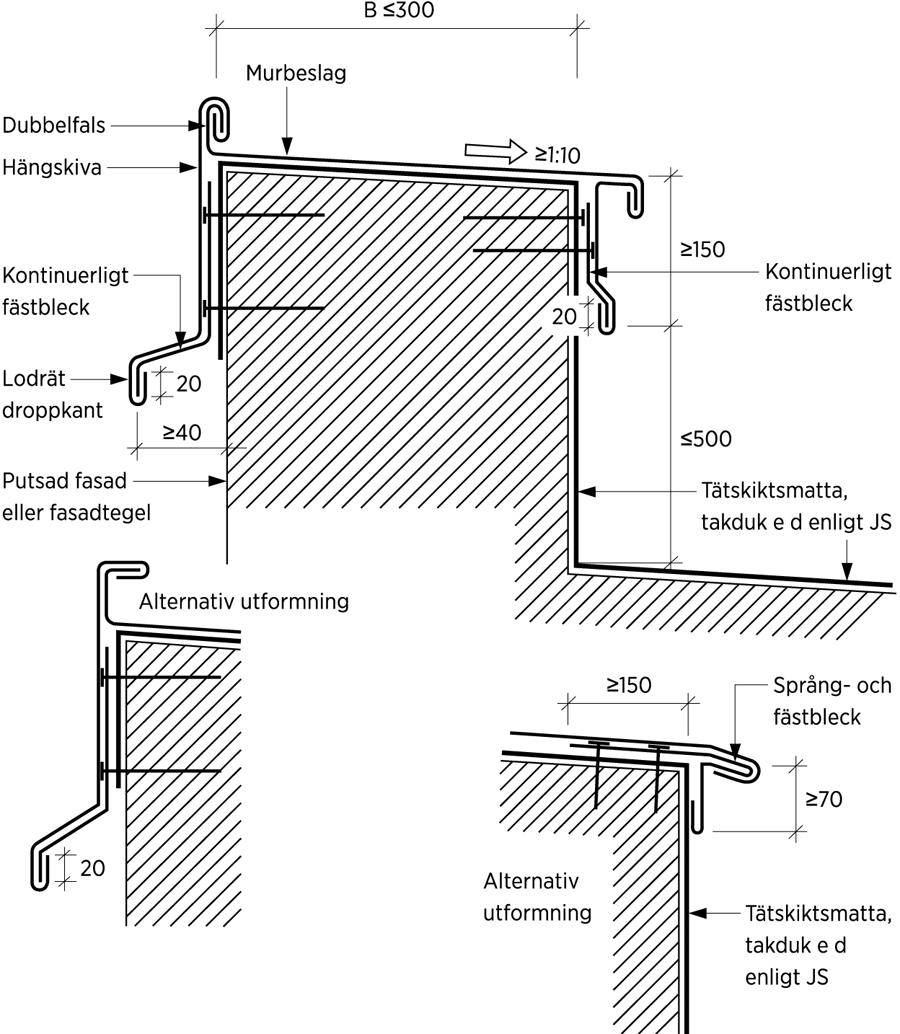 B ≤300
Murbeslag
Dubbelfals
≥1:10
Hängskiva
≥150
Kontinuerligt
fästbleck
Kontinuerligt
fästbleck
20
Lodrät
droppkant
20
≥40
≤500
Putsad fasad
eller fasadtegel
Tätskiktsmatta,
takduk e d enligt JS
Alternativ utformning
≥150
Språng- och
fästbleck
≥70
20
Alternativ
utformning
Tätskiktsmatta,
takduk e d
enligt JS